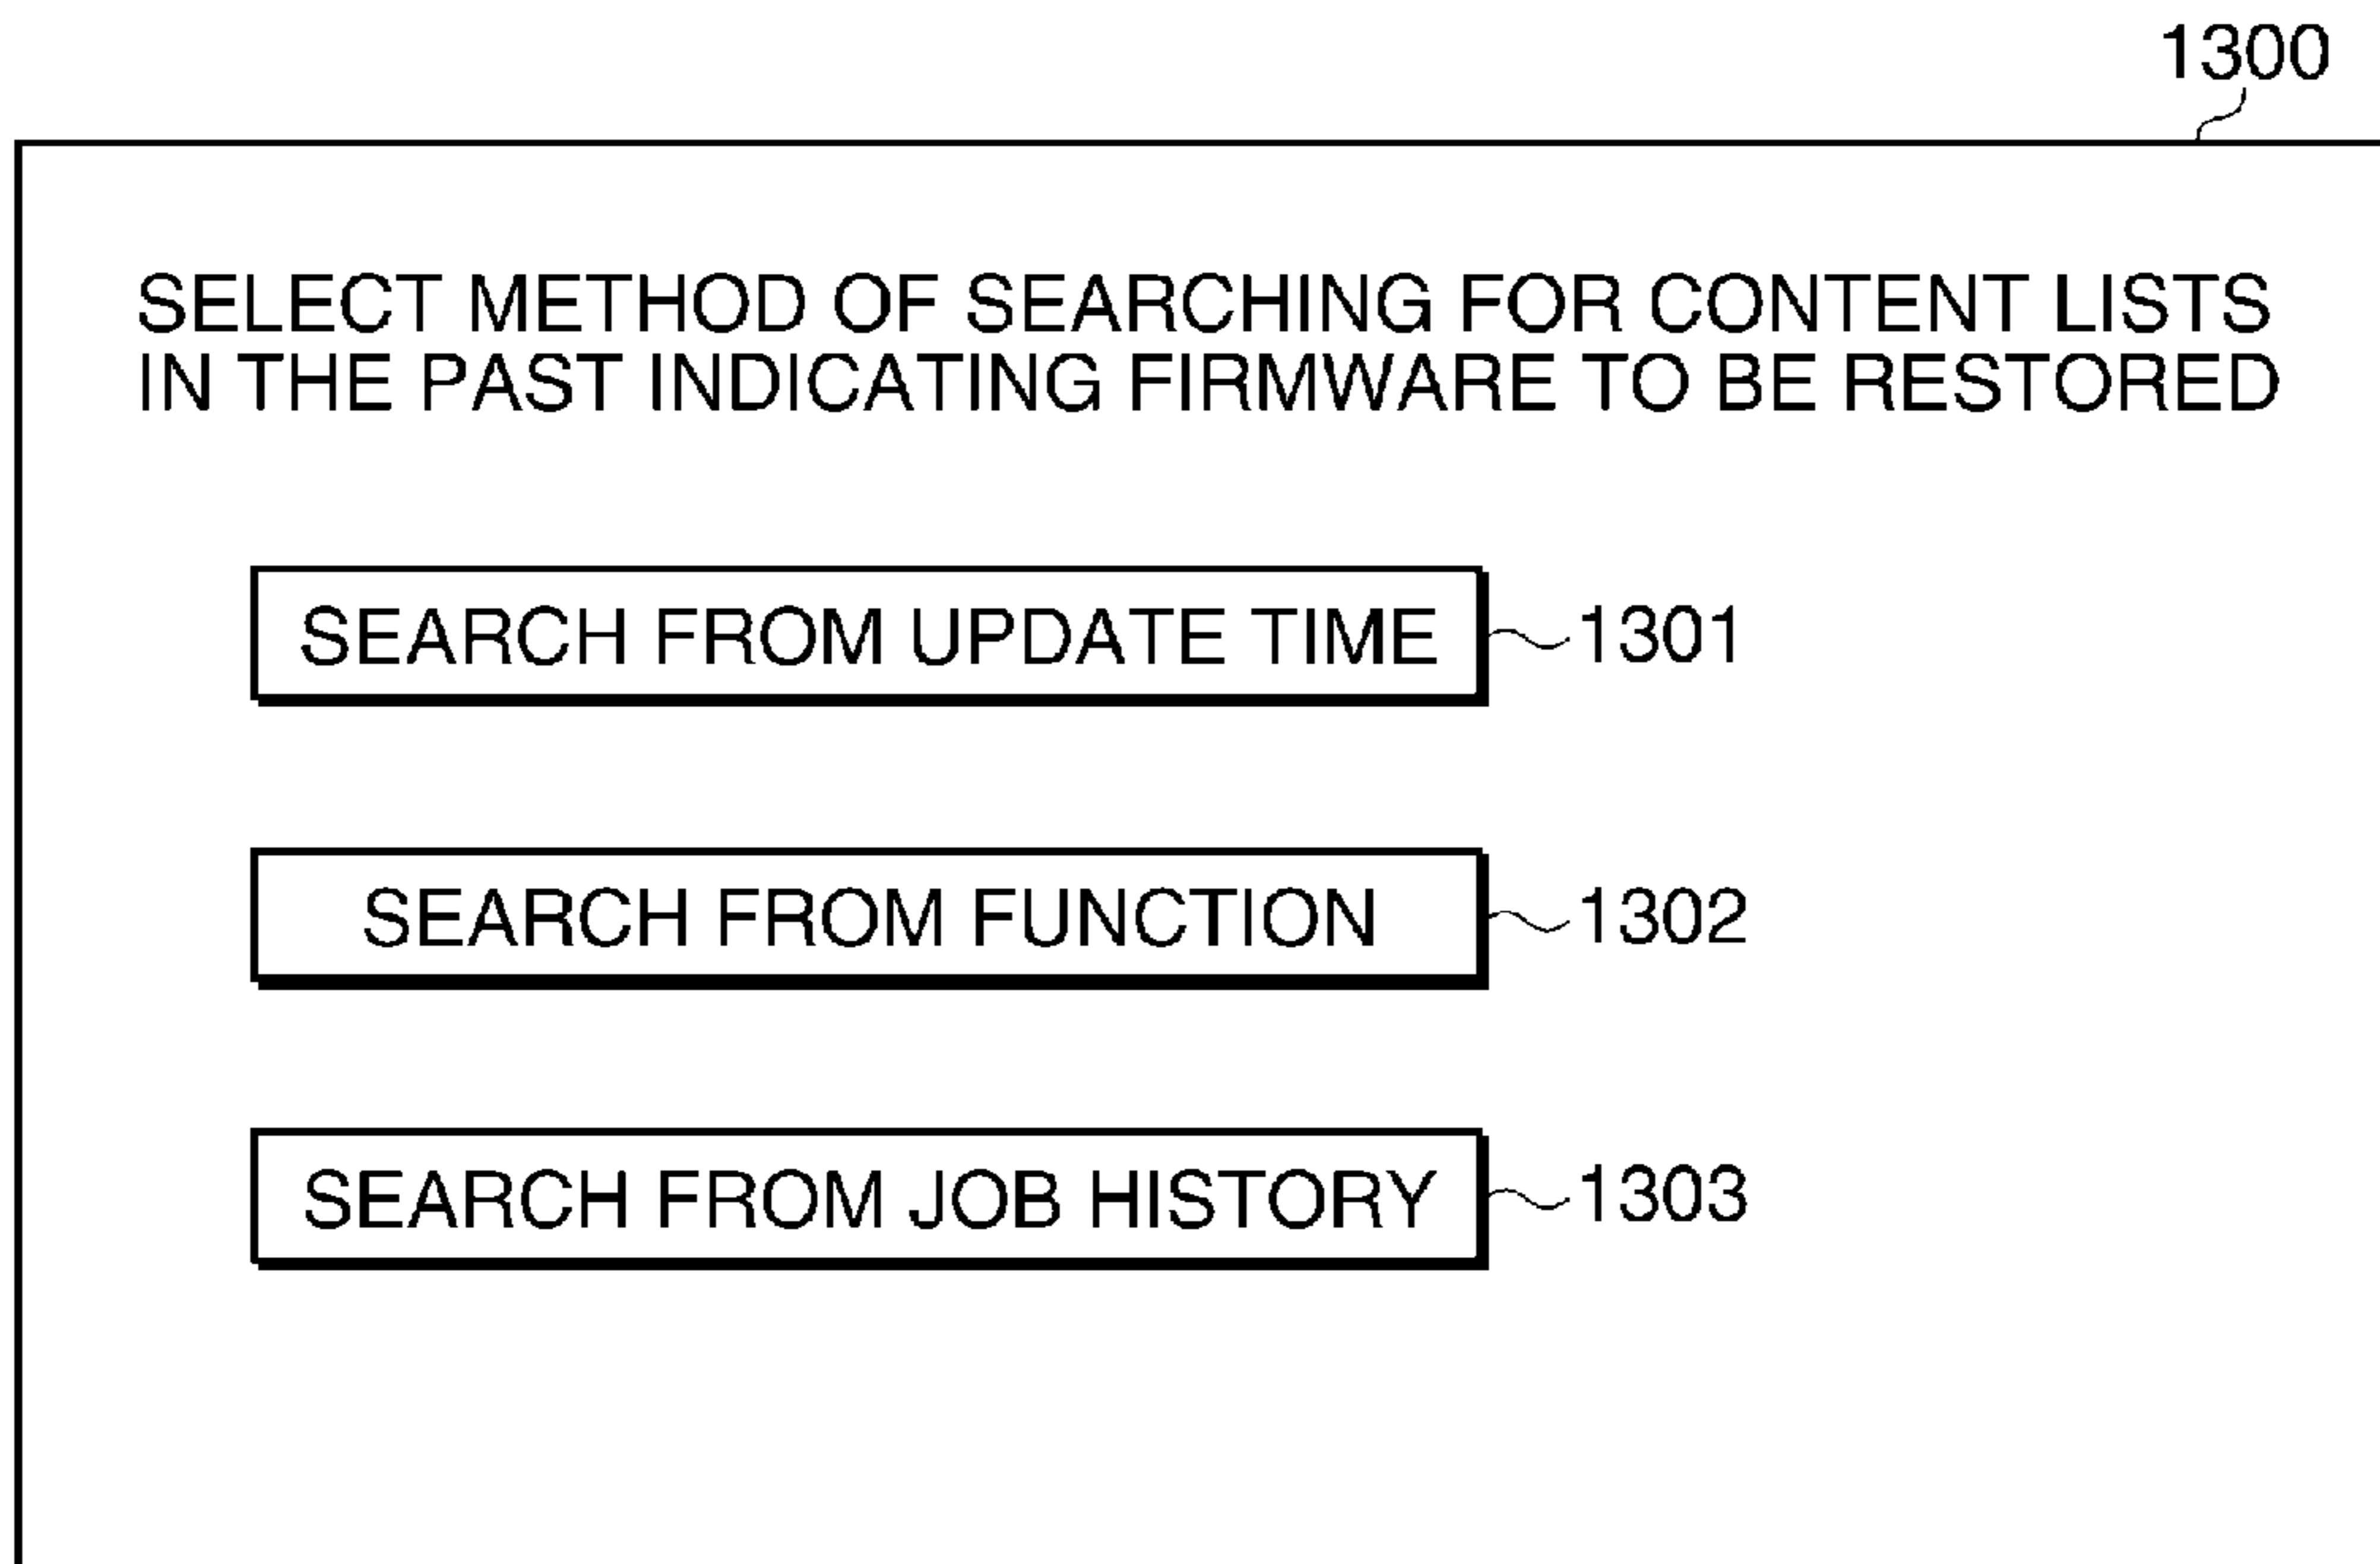 1300
SELECT METHOD OF SEARCHING FOR CONTENT LISTS
IN THE PAST INDICATING FIRMWARE TO BE RESTORED
SEARCH FROM UPDATE TIME 1301
SEARCH FROM FUNCTION 1302
SEARCH FROM JOB HISTORY 1303